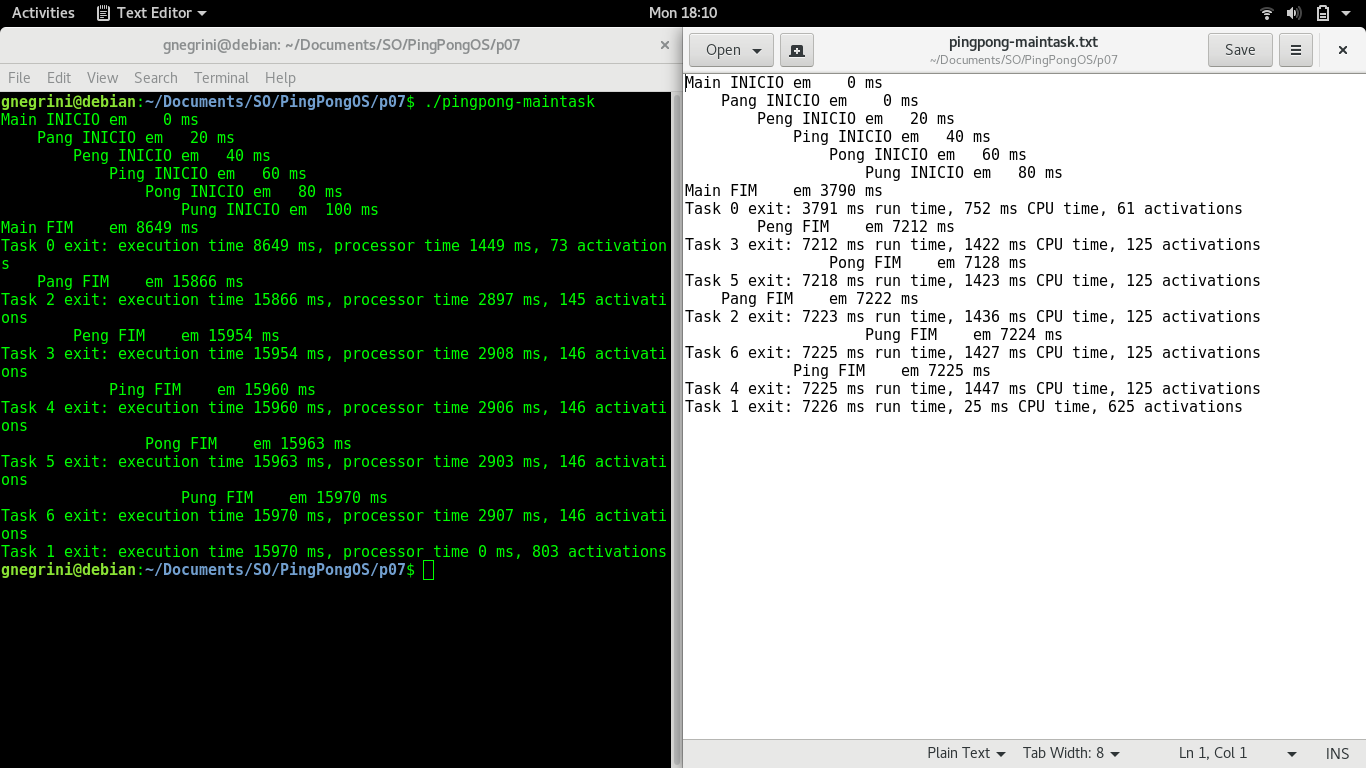 Activities Text Editor Mon 18:10
gnegrini@debian: ~/Documents/SO/PingPongOS/p07
File Edit View Search Terminal Help
gnegrini@debian:~/Documents/SO/PingPongOS/p07$ ./pingpong-maintask
Main INICIO em    0 ms
    Pang INICIO em   20 ms
        Peng INICIO em   40 ms
            Ping INICIO em   60 ms
                Pong INICIO em   80 ms
                    Pung INICIO em  100 ms
Main FIM    em 8649 ms
Task 0 exit: execution time 8649 ms, processor time 1449 ms, 73 activation
s
    Pang FIM    em 15866 ms
Task 2 exit: execution time 15866 ms, processor time 2897 ms, 145 activati
ons
        Peng FIM    em 15954 ms
Task 3 exit: execution time 15954 ms, processor time 2908 ms, 146 activati
ons
            Ping FIM    em 15960 ms
Task 4 exit: execution time 15960 ms, processor time 2906 ms, 146 activati
ons
                Pong FIM    em 15963 ms
Task 5 exit: execution time 15963 ms, processor time 2903 ms, 146 activati
ons
                    Pung FIM    em 15970 ms
Task 6 exit: execution time 15970 ms, processor time 2907 ms, 146 activati
ons
Task 1 exit: execution time 15970 ms, processor time 0 ms, 803 activations
gnegrini@debian:~/Documents/SO/PingPongOS/p07$
Open pingpong-maintask.txt Save
~/Documents/SO/PingPongOS/p07
Main INICIO em    0 ms
    Pang INICIO em    0 ms
        Peng INICIO em   20 ms
            Ping INICIO em   40 ms
                Pong INICIO em   60 ms
                    Pung INICIO em   80 ms
Main FIM    em 3790 ms
Task 0 exit: 3791 ms run time, 752 ms CPU time, 61 activations
        Peng FIM    em 7212 ms
Task 3 exit: 7212 ms run time, 1422 ms CPU time, 125 activations
                Pong FIM    em 7128 ms
Task 5 exit: 7218 ms run time, 1423 ms CPU time, 125 activations
    Pang FIM    em 7222 ms
Task 2 exit: 7223 ms run time, 1436 ms CPU time, 125 activations
                    Pung FIM    em 7224 ms
Task 6 exit: 7225 ms run time, 1427 ms CPU time, 125 activations
            Ping FIM    em 7225 ms
Task 4 exit: 7225 ms run time, 1447 ms CPU time, 125 activations
Task 1 exit: 7226 ms run time, 25 ms CPU time, 625 activations
Plain Text Tab Width: 8 Ln 1, Col 1 INS